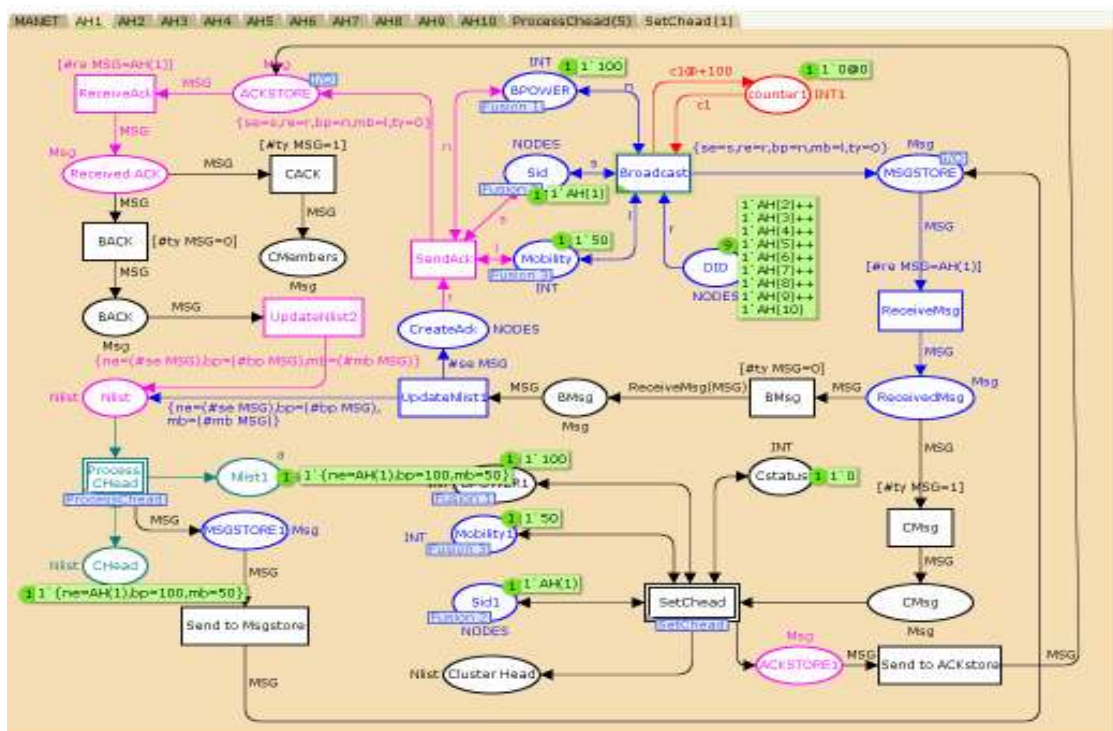 MANET AH1 AH2 AH3 AH4 AH5 AH6 AH7 AH8 AH9 AH10 ProcessChead(5) SetChead(1)
[#re MSG=AH(1)]
ReceiveAck
MSG
Msg
ACKSTORE
I/O
{se=s,re=r,bp=n,mb=l,ty=0}
INT
1 1`100
BPOWER
Fusion 1
n
n
c1@+100
c1
1 1`0@0
counter1
INT1
MSG
Msg
Received ACK
MSG
[#ty MSG=1]
CACK
MSG
CMembers
Msg
NODES
Sid
1 1`AH(1)
s
s
Broadcast
{se=s,re=r,bp=n,mb=l,ty=0}
Msg
MSGSTORE
I/O
MSG
BACK
[#ty MSG=0]
MSG
BACK
Msg
MSG
UpdateNlist2
{ne=(#se MSG),bp=(#bp MSG),mb=(#mb MSG)}
SendAck
l
l
1 1`50
Mobility
Fusion 3
INT
r
r
DID
NODES
9
1`AH(2)++
1`AH(3)++
1`AH(4)++
1`AH(5)++
1`AH(6)++
1`AH(7)++
1`AH(8)++
1`AH(9)++
1`AH(10)
MSG
[#re MSG=AH(1)]
ReceiveMsg
MSG
CreateAck
NODES
#se MSG
Nlist
Nlist
{ne=(#se MSG),bp=(#bp MSG),
mb=(#mb MSG)}
UpdateNlist1
MSG
BMsg
Msg
ReceiveMsg(MSG)
[#ty MSG=0]
BMsg
MSG
ReceivedMsg
Msg
Process
CHead
ProcessChead
Nlist1
1 1`{ne=AH(1),bp=100,mb=50}
1 1`100
BPOWER1
Fusion 1
INT
Cstatus
1 1`0
MSG
[#ty MSG=1]
CMsg
MSG
MSGSTORE1
Msg
INT
1 1`50
Mobility1
Fusion 3
MSG
CMsg
Msg
Nlist
CHead
1 1`{ne=AH(1),bp=100,mb=50}
MSG
Send to Msgstore
MSG
1 1`AH(1)
Sid1
Fusion 2
NODES
SetChead
SetChead
Nlist
Cluster Head
Msg
ACKSTORE1
MSG
Send to ACKstore
MSG